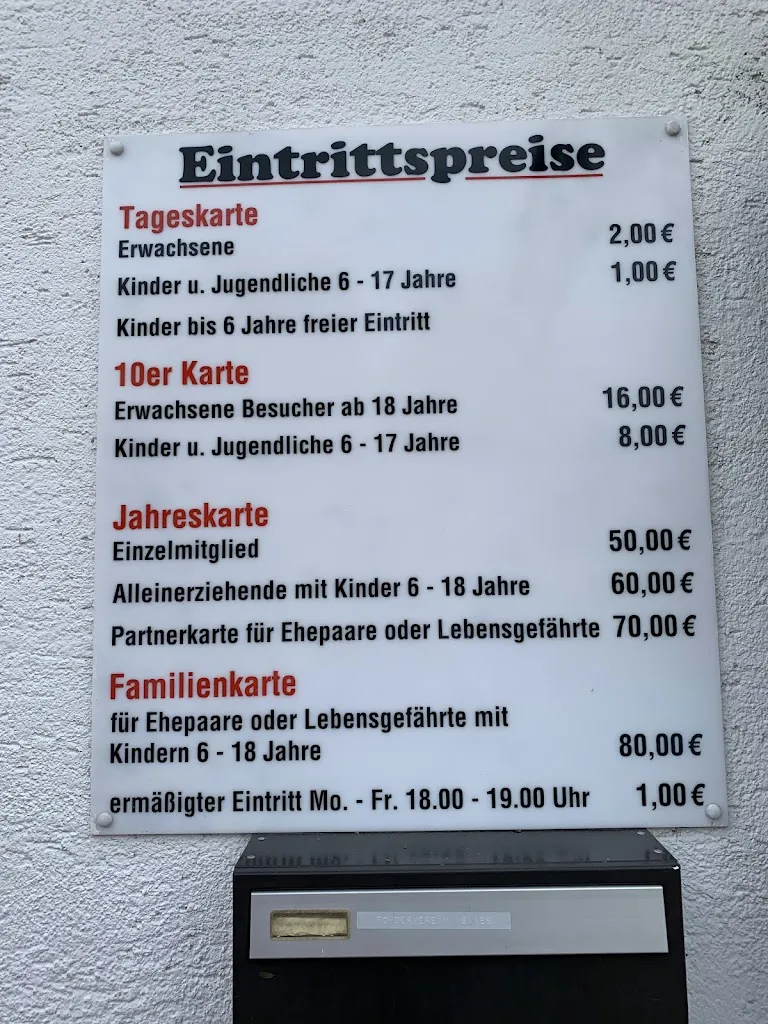 Eintrittspreise
Tageskarte
Erwachsene 2,00 €
Kinder u. Jugendliche 6 - 17 Jahre 1,00 €
Kinder bis 6 Jahre freier Eintritt
10er Karte
Erwachsene Besucher ab 18 Jahre 16,00 €
Kinder u. Jugendliche 6 - 17 Jahre 8,00 €
Jahreskarte
Einzelmitglied 50,00 €
Alleinerziehende mit Kinder 6 - 18 Jahre 60,00 €
Partnerkarte für Ehepaare oder Lebensgefährte 70,00 €
Familienkarte
für Ehepaare oder Lebensgefährte mit
Kindern 6 - 18 Jahre 80,00 €
ermäßigter Eintritt Mo. - Fr. 18.00 - 19.00 Uhr 1,00 €